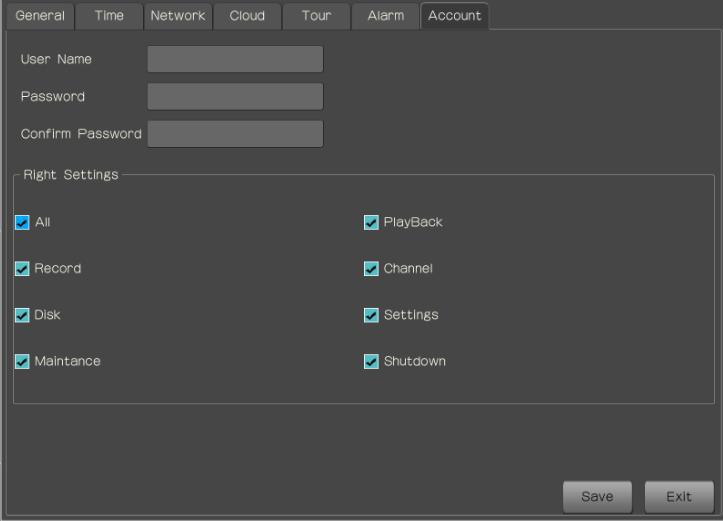 General Time Network Cloud Tour Alarm Account
User Name
Password
Confirm Password
Right Settings
All PlayBack
Record Channel
Disk Settings
Maintance Shutdown
Save Exit